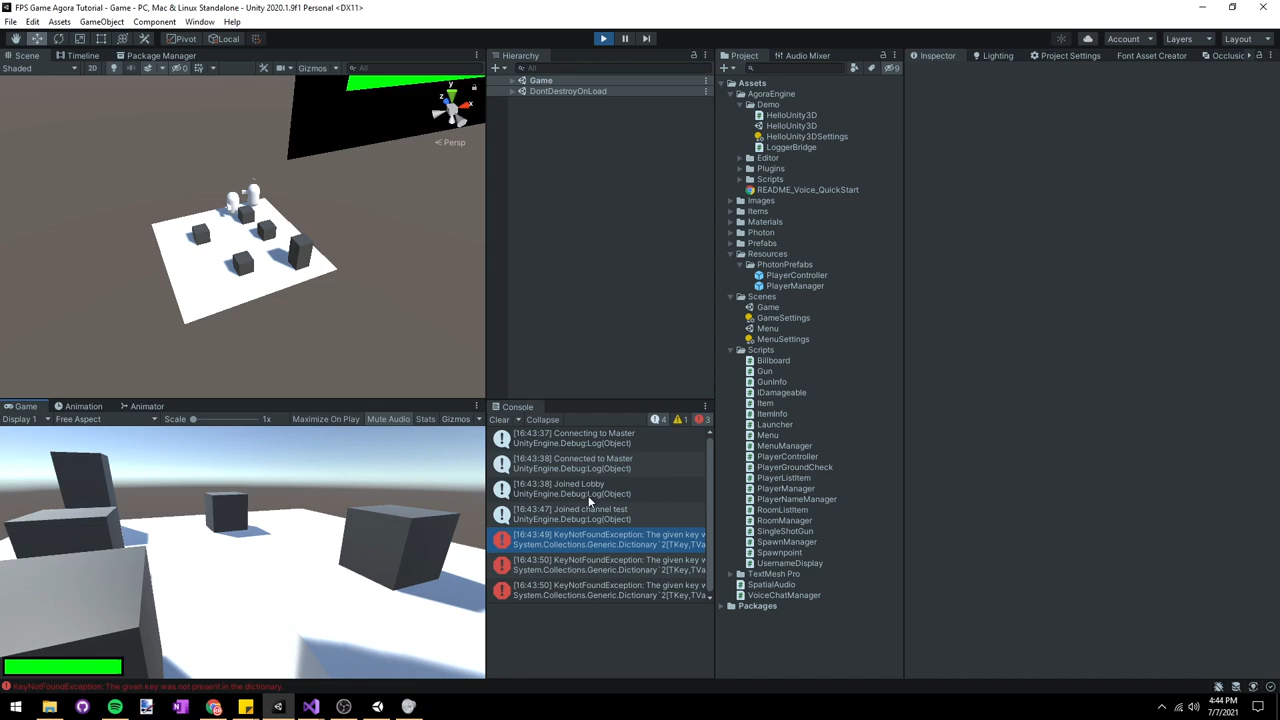 FPS Game Agora Tutorial - Game - PC, Mac & Linux Standalone - Unity 2020.1.9f1 Personal <DX11>
File Edit Assets GameObject Component Window Help
Pivot Local Account Layers Layout
Scene Timeline Package Manager
Shaded 2D 0 Gizmos All
y
z x
Persp
Hierarchy
All
Game
DontDestroyOnLoad
Project Audio Mixer
9
Assets
AgoraEngine
Demo
HelloUnity3D
HelloUnity3D
HelloUnity3DSettings
LoggerBridge
Editor
Plugins
Scripts
README_Voice_QuickStart
Images
Items
Materials
Photon
Prefabs
Resources
PhotonPrefabs
PlayerController
PlayerManager
Scenes
Game
GameSettings
Menu
MenuSettings
Scripts
Billboard
Gun
GunInfo
IDamageable
Item
ItemInfo
Launcher
Menu
MenuManager
PlayerController
PlayerGroundCheck
PlayerListItem
PlayerManager
PlayerNameManager
RoomListItem
RoomManager
SingleShotGun
SpawnManager
Spawnpoint
UsernameDisplay
TextMesh Pro
SpatialAudio
VoiceChatManager
Packages
Inspector Lighting Project Settings Font Asset Creator Occlusic
Game Animation Animator
Display 1 Free Aspect Scale 1x Maximize On Play Mute Audio Stats Gizmos
Console
Clear Collapse 4 1 3
[16:43:37] Connecting to Master
UnityEngine.Debug:Log(Object)
[16:43:38] Connected to Master
UnityEngine.Debug:Log(Object)
[16:43:38] Joined Lobby
UnityEngine.Debug:Log(Object)
[16:43:47] Joined channel test
UnityEngine.Debug:Log(Object)
[16:43:49] KeyNotFoundException: The given key w
System.Collections.Generic.Dictionary`2[TKey,TVa
[16:43:50] KeyNotFoundException: The given key w
System.Collections.Generic.Dictionary`2[TKey,TVa
[16:43:50] KeyNotFoundException: The given key w
System.Collections.Generic.Dictionary`2[TKey,TVa
KeyNotFoundException: The given key was not present in the dictionary.
4:44 PM
7/7/2021